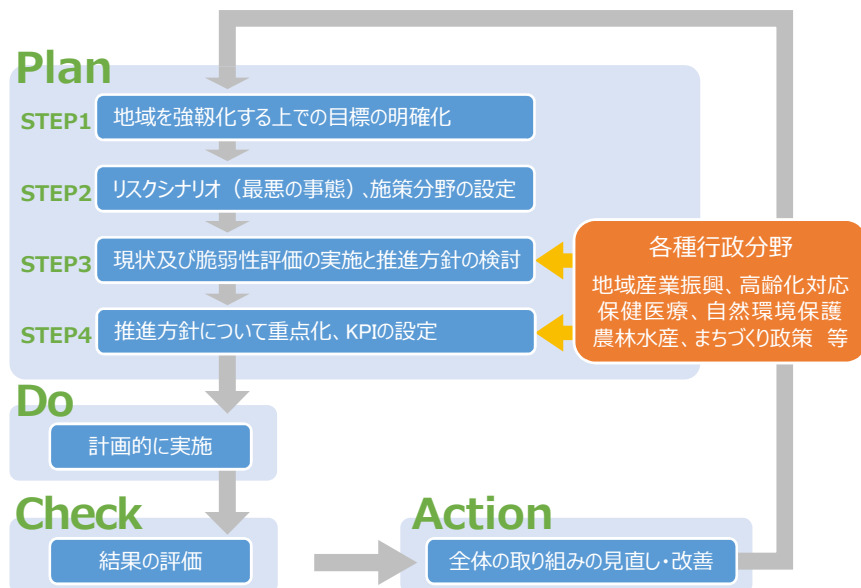 Plan
STEP1
地域を強靱化する上での目標の明確化
STEP2
リスクシナリオ（最悪の事態）、施策分野の設定
STEP3
現状及び脆弱性評価の実施と推進方針の検討
STEP4
推進方針について重点化、KPIの設定
各種行政分野
地域産業振興、高齢化対応
保健医療、自然環境保護
農林水産、まちづくり政策 等
Do
計画的に実施
Check
結果の評価
Action
全体の取り組みの見直し・改善